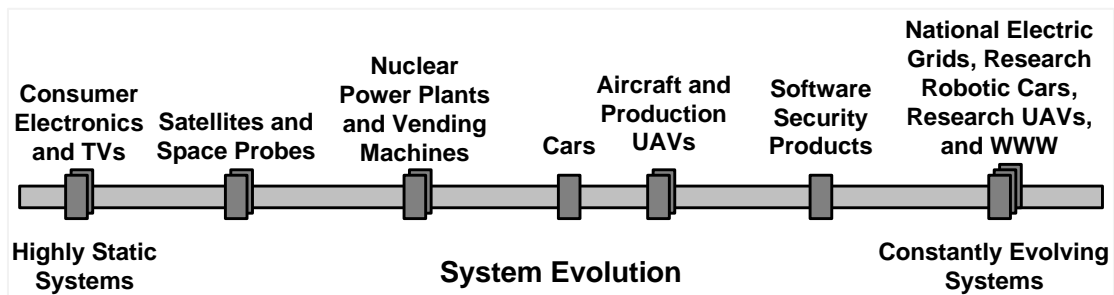 Consumer
Electronics
and TVs
Satellites and
Space Probes
Nuclear
Power Plants
and Vending
Machines
Cars
Aircraft and
Production
UAVs
Software
Security
Products
National Electric
Grids, Research
Robotic Cars,
Research UAVs,
and WWW
Highly Static
Systems
System Evolution
Constantly Evolving
Systems